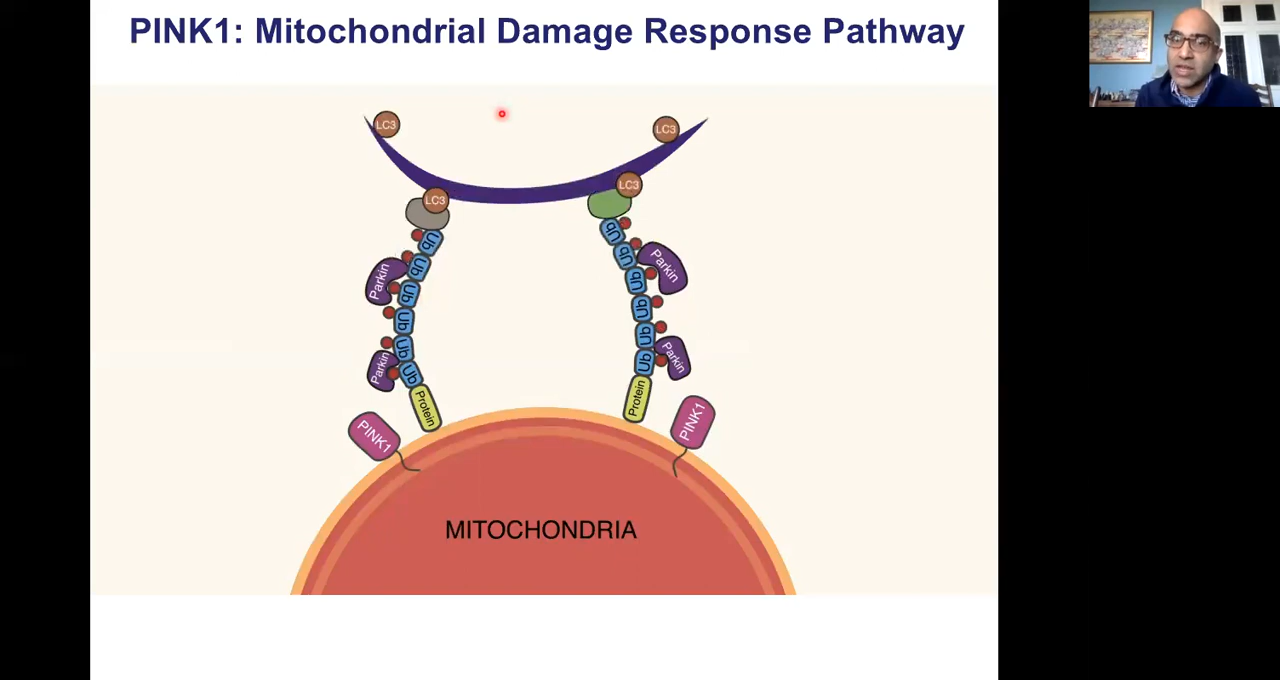 PINK1: Mitochondrial Damage Response Pathway
LC3
LC3
LC3
LC3
Ub
Ub
Ub
Ub
Ub
Ub
Parkin
Parkin
Protein
PINK1
Ub
Ub
Ub
Ub
Ub
Ub
Parkin
Parkin
Protein
PINK1
MITOCHONDRIA